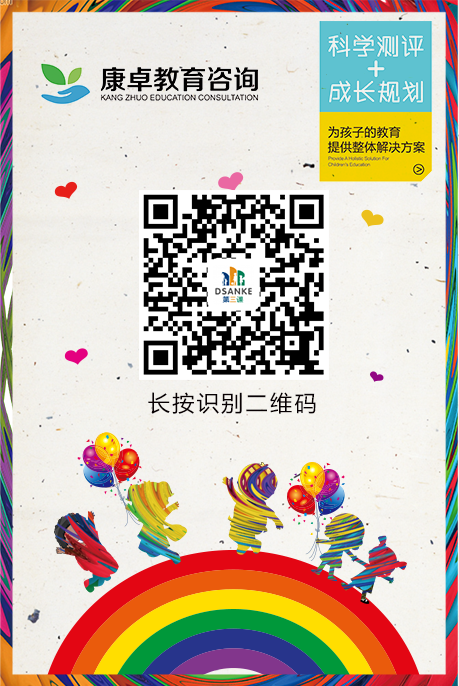 康卓教育咨询
KANG ZHUO EDUCATION CONSULTATION
科学测评
+
成长规划
为孩子的教育
提供整体解决方案
Provide A Holistic Solution For
Children's Education
DSANKE
第三课
长按识别二维码